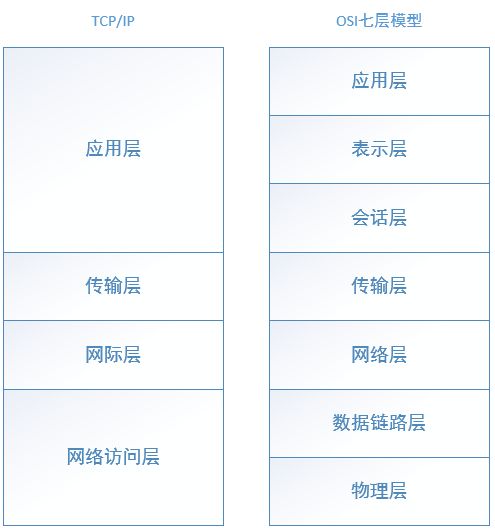 TCP/IP
应用层
传输层
网际层
网络访问层
OSI七层模型
应用层
表示层
会话层
传输层
网络层
数据链路层
物理层